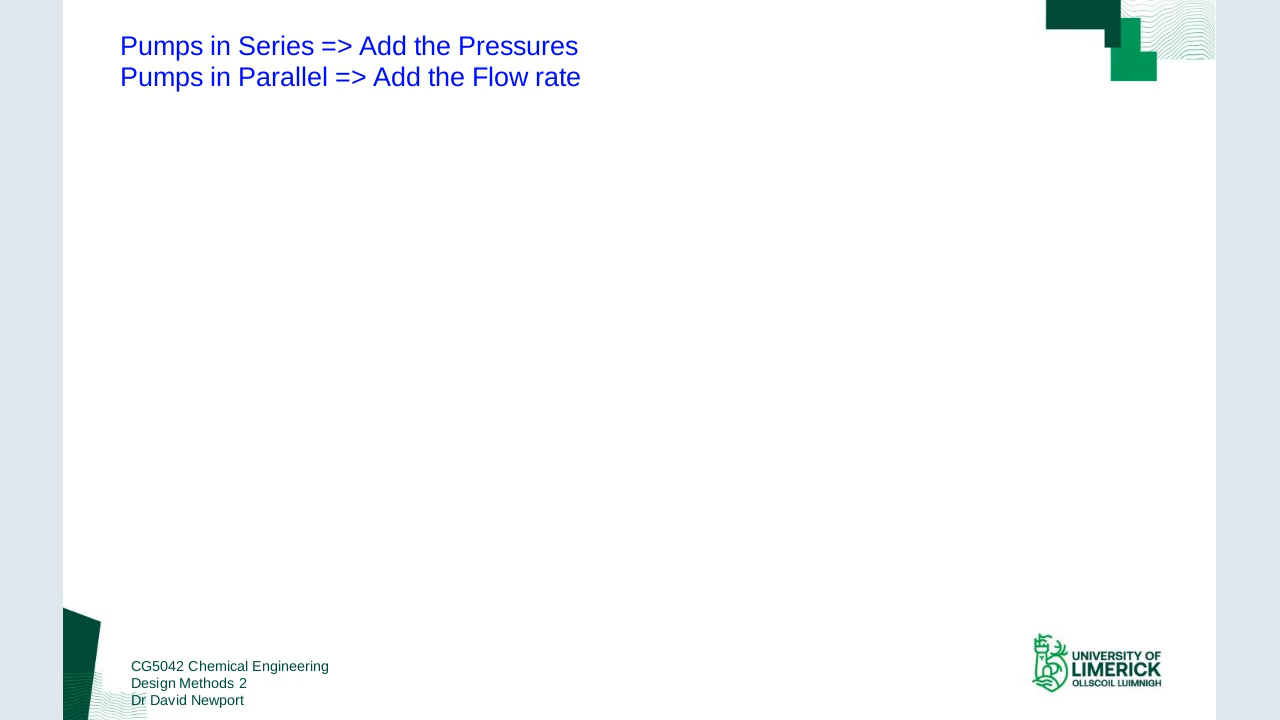 Pumps in Series => Add the Pressures
Pumps in Parallel => Add the Flow rate
CG5042 Chemical Engineering
Design Methods 2
Dr David Newport
UNIVERSITY OF
LIMERICK
OLLSCOIL LUIMNIGH